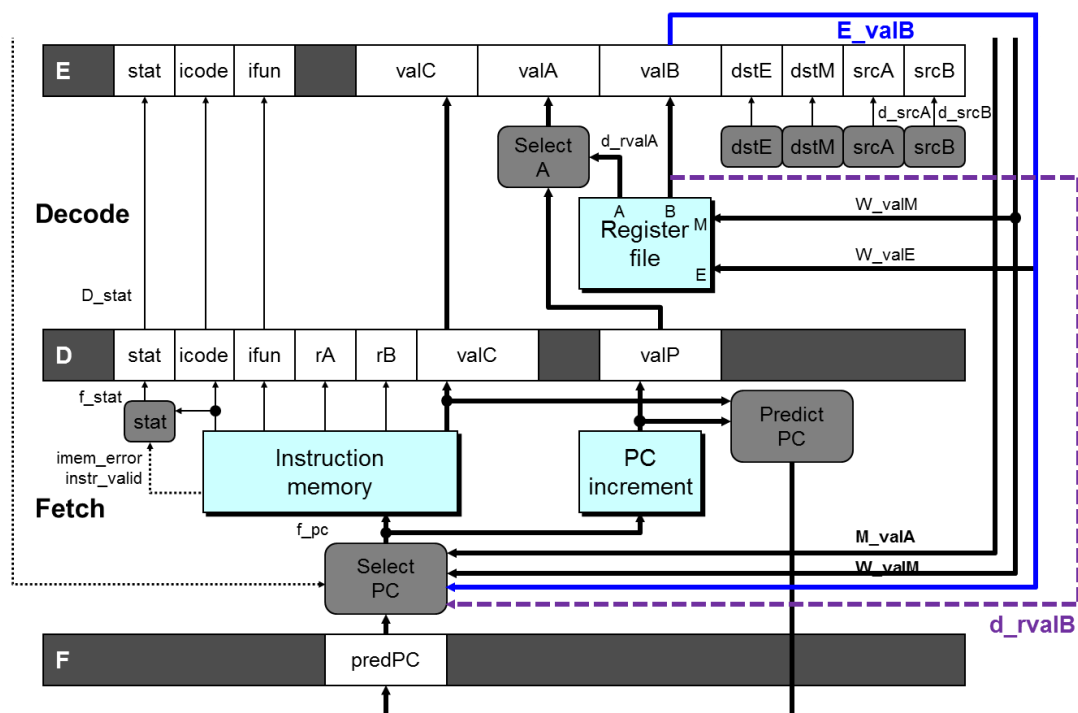 E_valB
E stat icode ifun valC valA valB dstE dstM srcA srcB
d_srcA d_srcB
Select
A
d_rvalA
dstE dstM srcA srcB
Decode
A B
M
Register
file
E
W_valM
W_valE
D_stat
D stat icode ifun rA rB valC valP
f_stat
stat
Predict
PC
imem_error
instr_valid
Instruction
memory
PC
increment
Fetch
f_pc
M_valA
Select
PC
W_valM
d_rvalB
F predPC